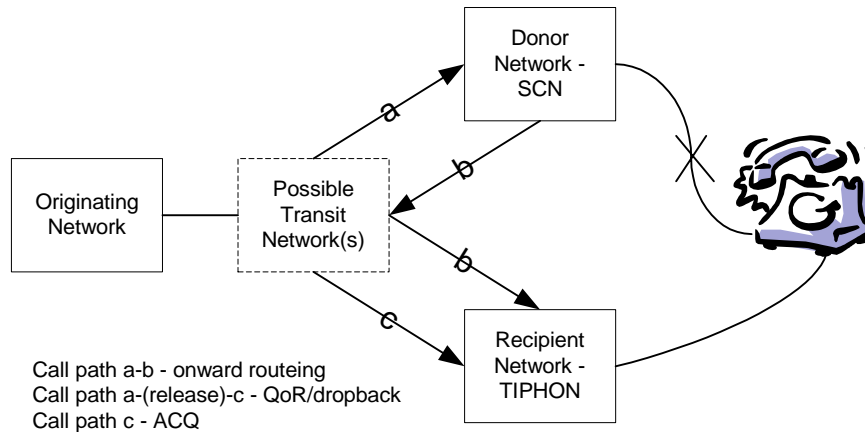 Donor
Network -
SCN
a
b
Originating
Network
Possible
Transit
Network(s)
b
c
Recipient
Network -
TIPHON
Call path a-b - onward routeing
Call path a-(release)-c - QoR/dropback
Call path c - ACQ